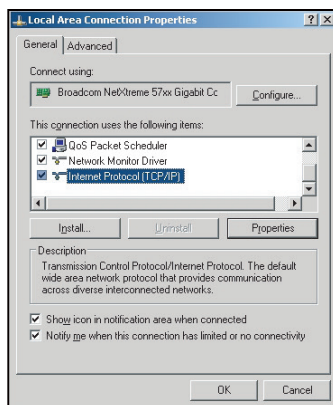 Local Area Connection Properties
General Advanced
Connect using:
Broadcom NetXtreme 57xx Gigabit Cc
Configure...
This connection uses the following items:
QoS Packet Scheduler
Network Monitor Driver
Internet Protocol (TCP/IP)
Install... Uninstall Properties
Description
Transmission Control Protocol/Internet Protocol. The default
wide area network protocol that provides communication
across diverse interconnected networks.
Show icon in notification area when connected
Notify me when this connection has limited or no connectivity
OK Cancel